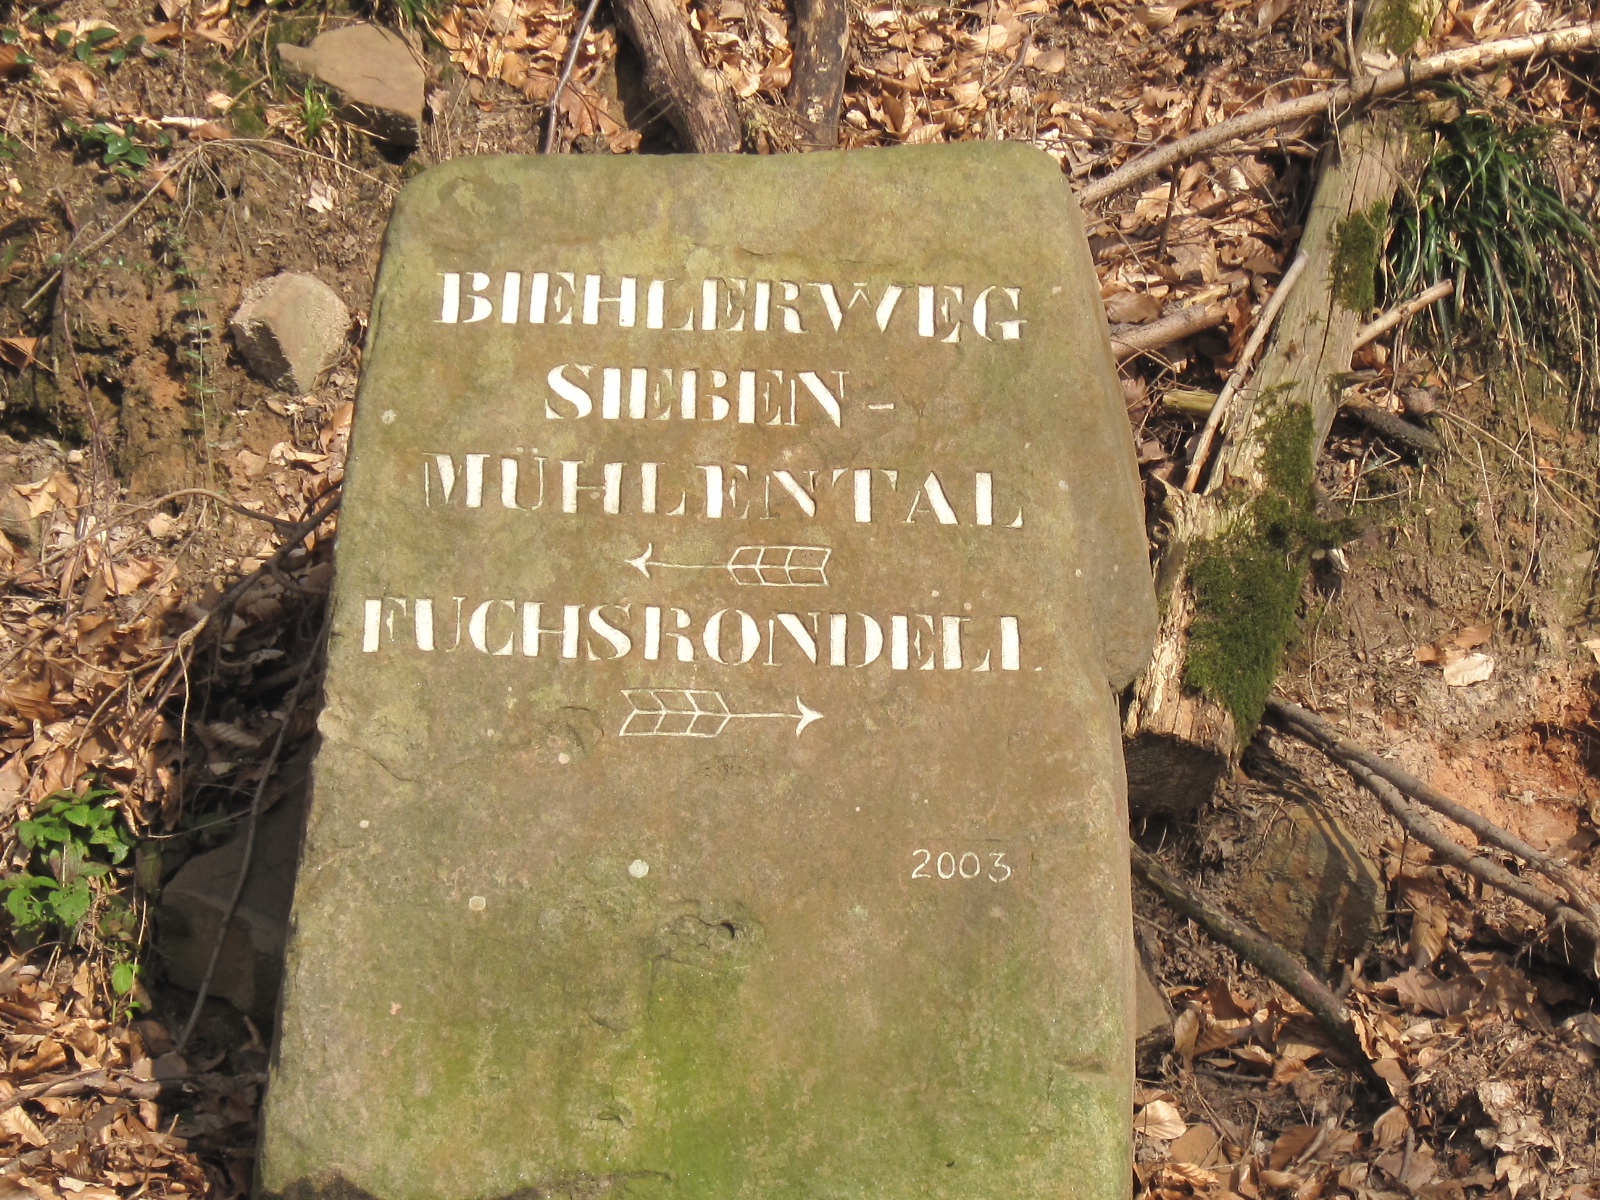 BIEHLERWEG
SIEBEN-
MÜHLENTAL
FUCHSRONDELL
2003